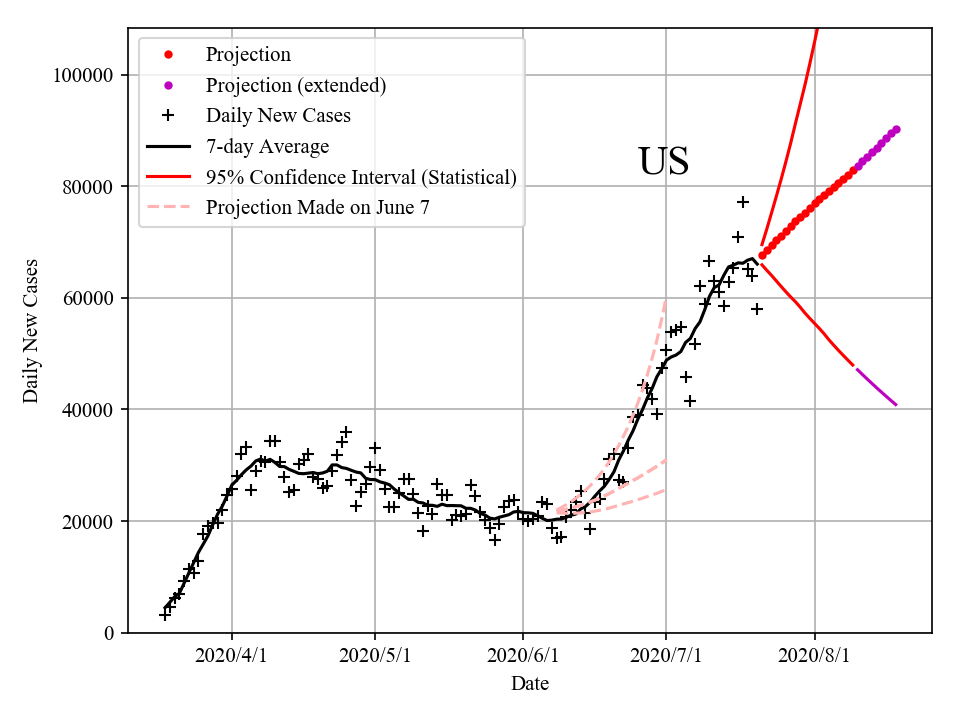 Projection
Projection (extended)
Daily New Cases
7-day Average
95% Confidence Interval (Statistical)
Projection Made on June 7
US
100000
80000
60000
40000
20000
0
Daily New Cases
2020/4/1 2020/5/1 2020/6/1 2020/7/1 2020/8/1
Date